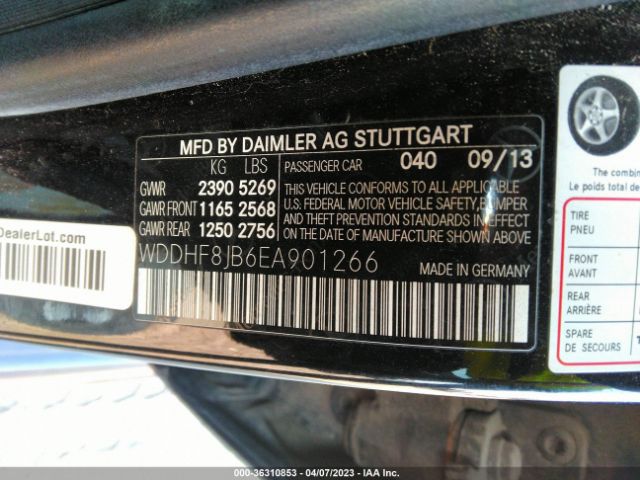 MFD BY DAIMLER AG STUTTGART
KG LBS PASSENGER CAR 040 09/13
GVWR 2390 5269 THIS VEHICLE CONFORMS TO ALL APPLICABLE
GAWR FRONT 1165 2568 U.S. FEDERAL MOTOR VEHICLE SAFETY, BUMPER
GAWR REAR 1250 2756 AND THEFT PREVENTION STANDARDS IN EFFECT
ON THE DATE OF MANUFACTURE SHOWN ABOVE
WDDHF8JB6EA901266 MADE IN GERMANY
DealerLot.com
The combin
Le poids
TIRE
PNEU
FRONT
AVANT
REAR
ARRIÈRE
SPARE
DE SECOURS
000-36310853 - 04/07/2023 - IAA Inc.